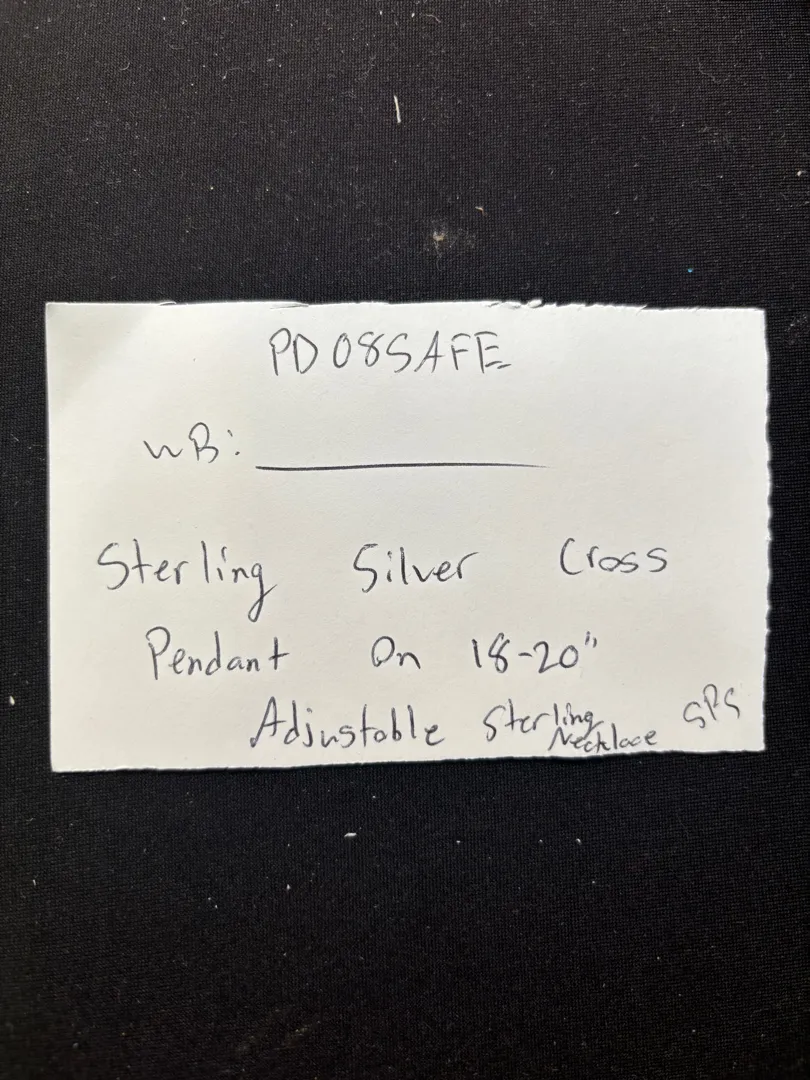 PD08SAFE
WB:
Sterling Silver Cross
Pendant On 18-20"
Adjustable Sterling Necklace SPS